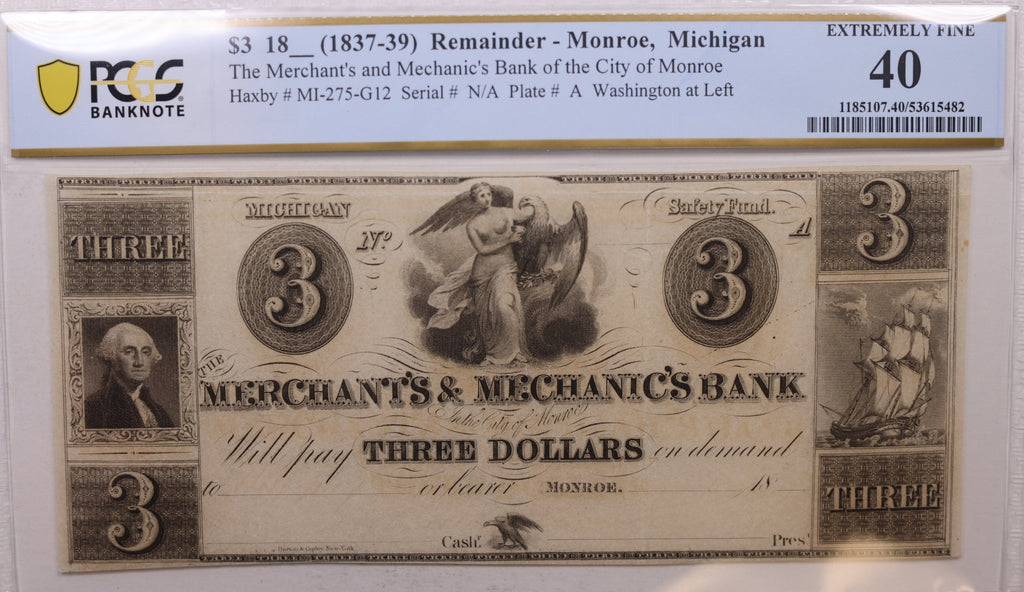 $3 18__ (1837-39) Remainder - Monroe, Michigan
The Merchant's and Mechanic's Bank of the City of Monroe
Haxby # MI-275-G12 Serial # N/A Plate # A Washington at Left
PCGS
BANKNOTE
EXTREMELY FINE
40
1185107.40/53615482
THREE
MICHIGAN
Nº
3
Safety Fund.
A
3
3
THE
MERCHANT'S & MECHANIC'S BANK
In the City of Monroe
Will pay THREE DOLLARS on demand
to or bearer MONROE. 18
THREE
3
Cashr.
Prest